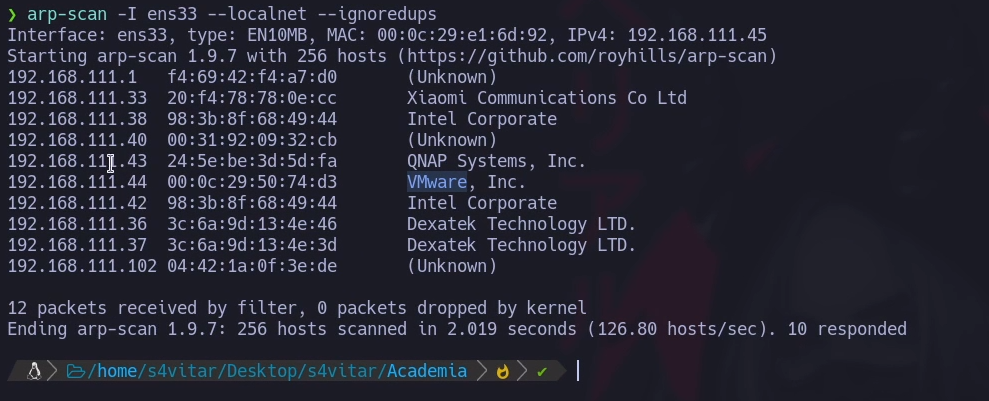 ❯ arp-scan -I ens33 --localnet --ignoredups
Interface: ens33, type: EN10MB, MAC: 00:0c:29:e1:6d:92, IPv4: 192.168.111.45
Starting arp-scan 1.9.7 with 256 hosts (https://github.com/royhills/arp-scan)
192.168.111.1 f4:69:42:f4:a7:d0 (Unknown)
192.168.111.33 20:f4:78:78:0e:cc Xiaomi Communications Co Ltd
192.168.111.38 98:3b:8f:68:49:44 Intel Corporate
192.168.111.40 00:31:92:09:32:cb (Unknown)
192.168.111.43 24:5e:be:3d:5d:fa QNAP Systems, Inc.
192.168.111.44 00:0c:29:50:74:d3 VMware, Inc.
192.168.111.42 98:3b:8f:68:49:44 Intel Corporate
192.168.111.36 3c:6a:9d:13:4e:46 Dexatek Technology LTD.
192.168.111.37 3c:6a:9d:13:4e:3d Dexatek Technology LTD.
192.168.111.102 04:42:1a:0f:3e:de (Unknown)
12 packets received by filter, 0 packets dropped by kernel
Ending arp-scan 1.9.7: 256 hosts scanned in 2.019 seconds (126.80 hosts/sec). 10 responded
/home/s4vitar/Desktop/s4vitar/Academia